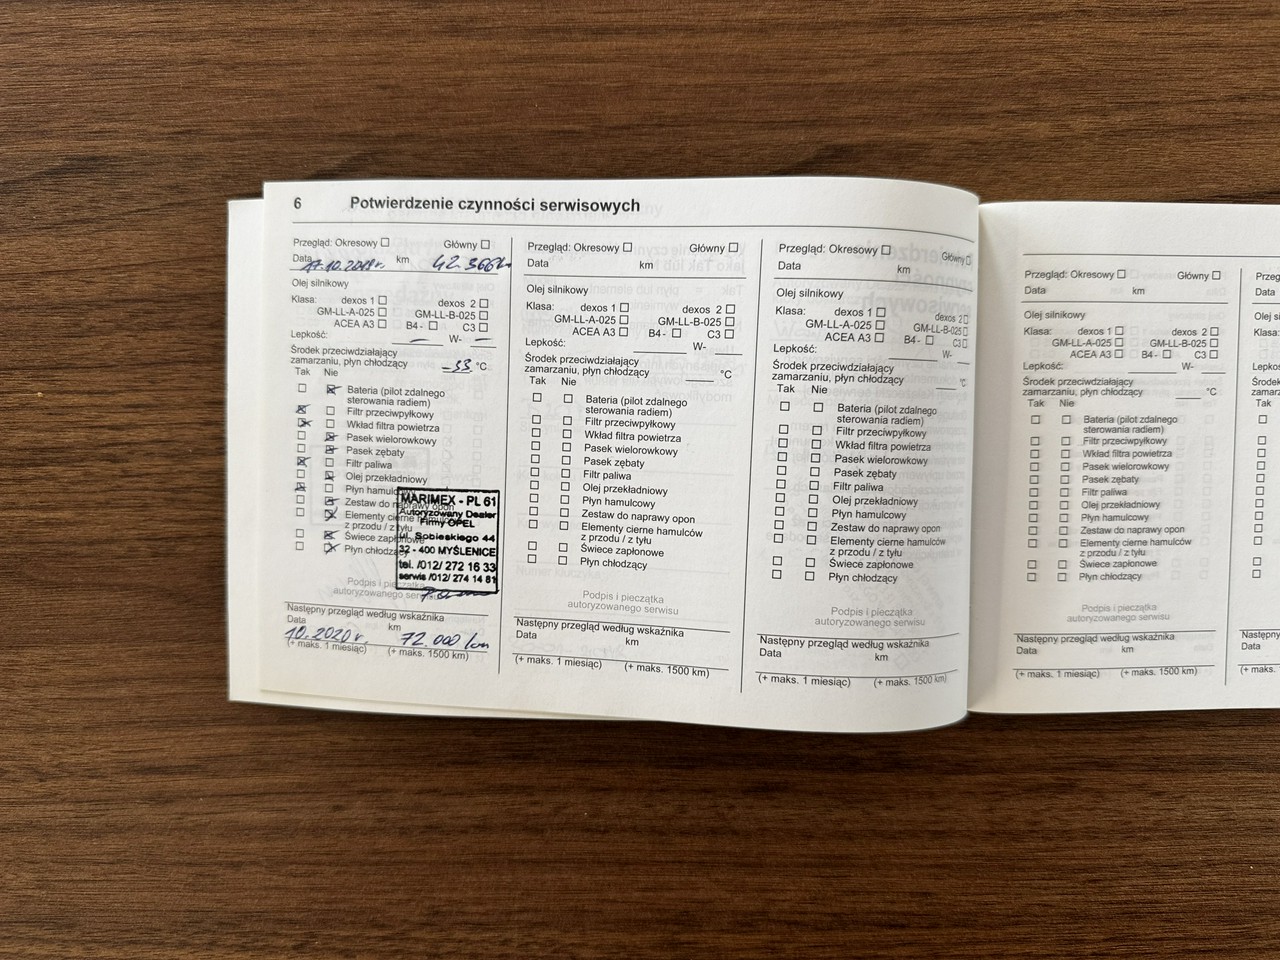 6 Potwierdzenie czynności serwisowych
Przegląd: Okresowy Główny
Data 17.10.2019r. km 42.366km
Olej silnikowy
Klasa: dexos 1 dexos 2
GM-LL-A-025 GM-LL-B-025
ACEA A3 B4 - C3
Lepkość: — W- —
Środek przeciwdziałający
zamarzaniu, płyn chłodzący -33 °C
Tak Nie
Bateria (pilot zdalnego
sterowania radiem)
Filtr przeciwpyłkowy
Wkład filtra powietrza
Pasek wielorowkowy
Pasek zębaty
Filtr paliwa
Olej przekładniowy
Płyn hamulcowy
Zestaw do naprawy opon
Elementy cierne hamulców
z przodu / z tyłu
Świece zapłonowe
Płyn chłodzący
MARIMEX - PL 61
Autoryzowany Dealer
Firmy OPEL
ul. Sobieskiego 44
32 - 400 MYŚLENICE
tel. /012/ 272 16 33
serwis /012/ 274 14 81
Podpis i pieczątka
autoryzowanego serwisu
Następny przegląd według wskaźnika
Data km
10.2020 r. 72.000 km
(+ maks. 1 miesiąc) (+ maks. 1500 km)
Przegląd: Okresowy Główny
Data km
Olej silnikowy
Klasa: dexos 1 dexos 2
GM-LL-A-025 GM-LL-B-025
ACEA A3 B4 - C3
Lepkość: W-
Środek przeciwdziałający
zamarzaniu, płyn chłodzący °C
Tak Nie
Bateria (pilot zdalnego
sterowania radiem)
Filtr przeciwpyłkowy
Wkład filtra powietrza
Pasek wielorowkowy
Pasek zębaty
Filtr paliwa
Olej przekładniowy
Płyn hamulcowy
Zestaw do naprawy opon
Elementy cierne hamulców
z przodu / z tyłu
Świece zapłonowe
Płyn chłodzący
Podpis i pieczątka
autoryzowanego serwisu
Następny przegląd według wskaźnika
Data km
(+ maks. 1 miesiąc) (+ maks. 1500 km)
Przegląd: Okresowy Główny
Data km
Olej silnikowy
Klasa: dexos 1 dexos 2
GM-LL-A-025 GM-LL-B-025
ACEA A3 B4 - C3
Lepkość: W-
Środek przeciwdziałający
zamarzaniu, płyn chłodzący °C
Tak Nie
Bateria (pilot zdalnego
sterowania radiem)
Filtr przeciwpyłkowy
Wkład filtra powietrza
Pasek wielorowkowy
Pasek zębaty
Filtr paliwa
Olej przekładniowy
Płyn hamulcowy
Zestaw do naprawy opon
Elementy cierne hamulców
z przodu / z tyłu
Świece zapłonowe
Płyn chłodzący
Podpis i pieczątka
autoryzowanego serwisu
Następny przegląd według wskaźnika
Data km
(+ maks. 1 miesiąc) (+ maks. 1500 km)
Przegląd: Okresowy Główny
Data km
Olej silnikowy
Klasa: dexos 1 dexos 2
GM-LL-A-025 GM-LL-B-025
ACEA A3 B4 - C3
Lepkość: W-
Środek przeciwdziałający
zamarzaniu, płyn chłodzący °C
Tak Nie
Bateria (pilot zdalnego
sterowania radiem)
Filtr przeciwpyłkowy
Wkład filtra powietrza
Pasek wielorowkowy
Pasek zębaty
Filtr paliwa
Olej przekładniowy
Płyn hamulcowy
Zestaw do naprawy opon
Elementy cierne hamulców
z przodu / z tyłu
Świece zapłonowe
Płyn chłodzący
Podpis i pieczątka
autoryzowanego serwisu
Następny przegląd według wskaźnika
Data km
(+ maks. 1 miesiąc) (+ maks. 1500 km)
Data